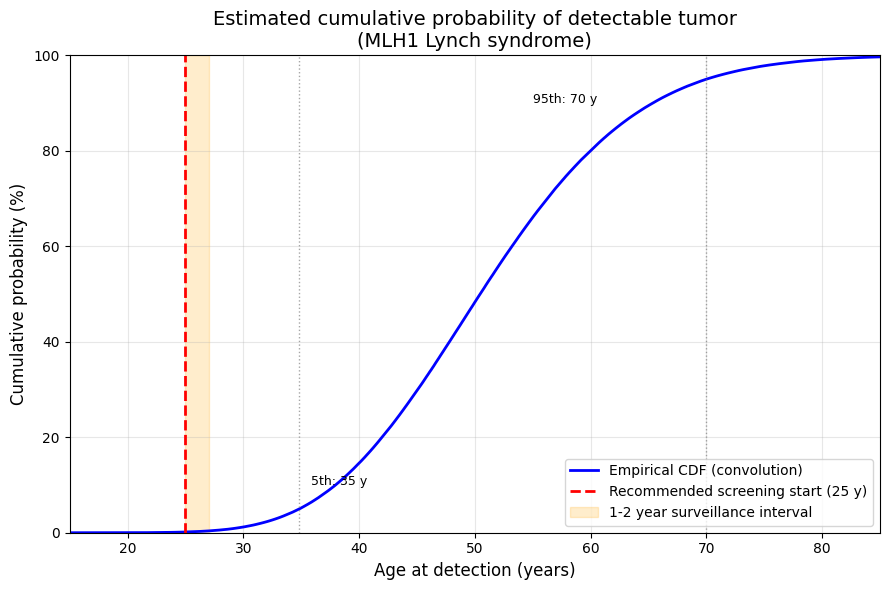 Estimated cumulative probability of detectable tumor
(MLH1 Lynch syndrome)
Cumulative probability (%)
100
80
60
40
20
0
95th: 70 y
5th: 35 y
Empirical CDF (convolution)
Recommended screening start (25 y)
1-2 year surveillance interval
20 30 40 50 60 70 80
Age at detection (years)